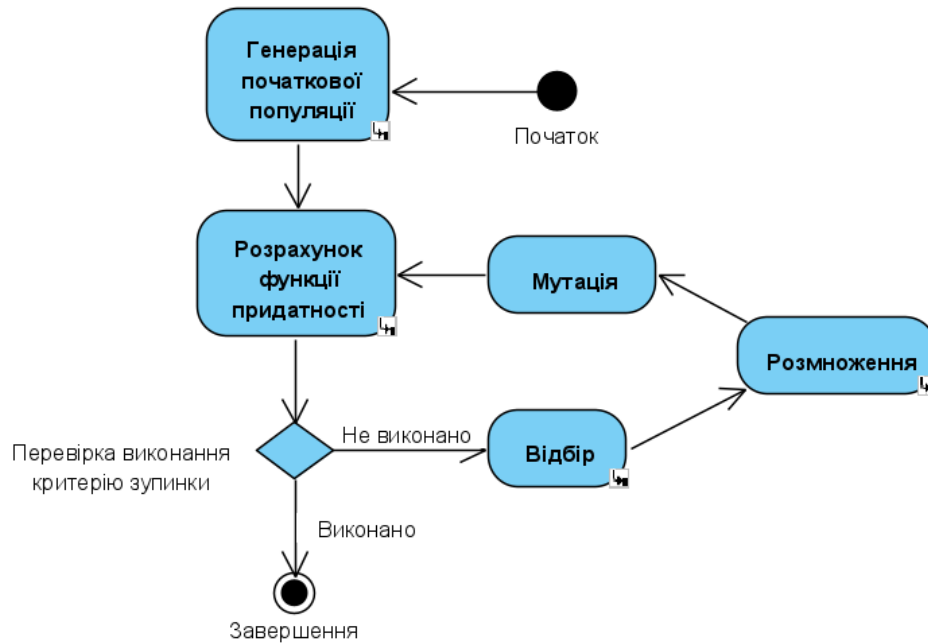 Генерація
початкової
популяції
Початок
Розрахунок
функції
придатності
Мутація
Розмноження
Перевірка виконання
критерію зупинки
Не виконано
Відбір
Виконано
Завершення